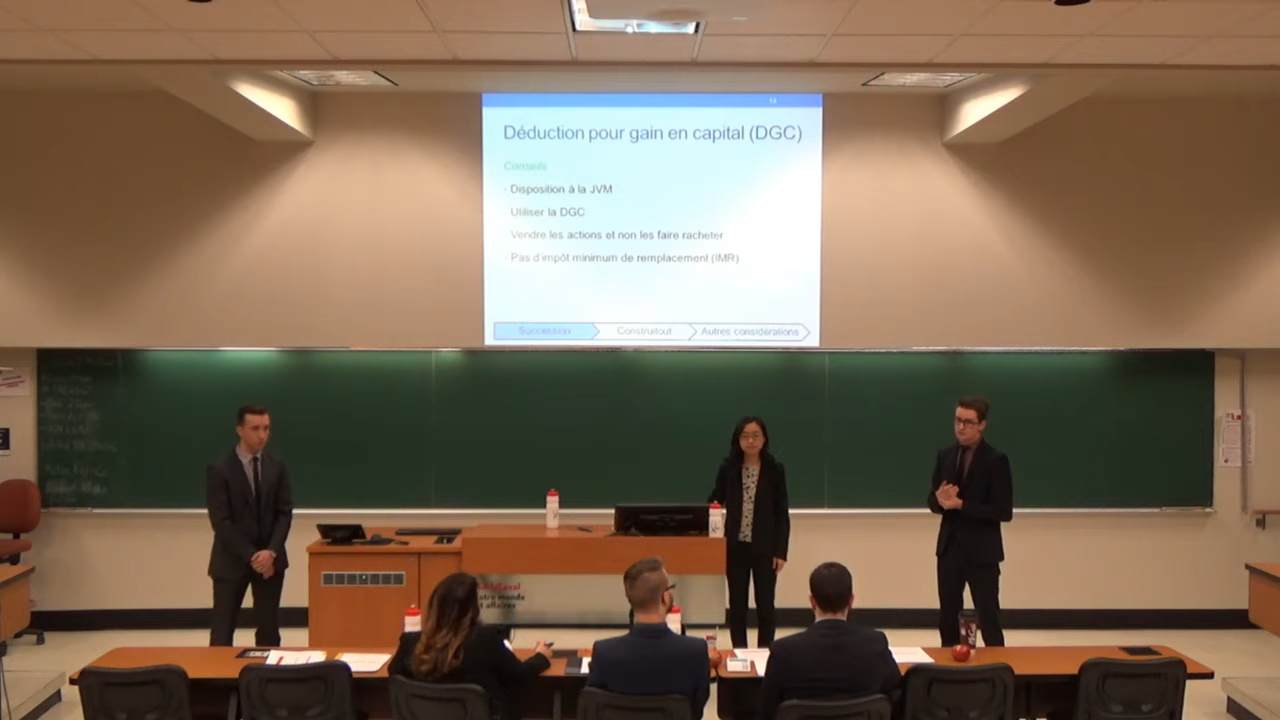 14
Déduction pour gain en capital (DGC)
Conseils
- Disposition à la JVM
- Utiliser la DGC
Vendre les actions et non les faire racheter
- Pas d'impôt minimum de remplacement (IMR)
Succession
Construitout
Autres considérations